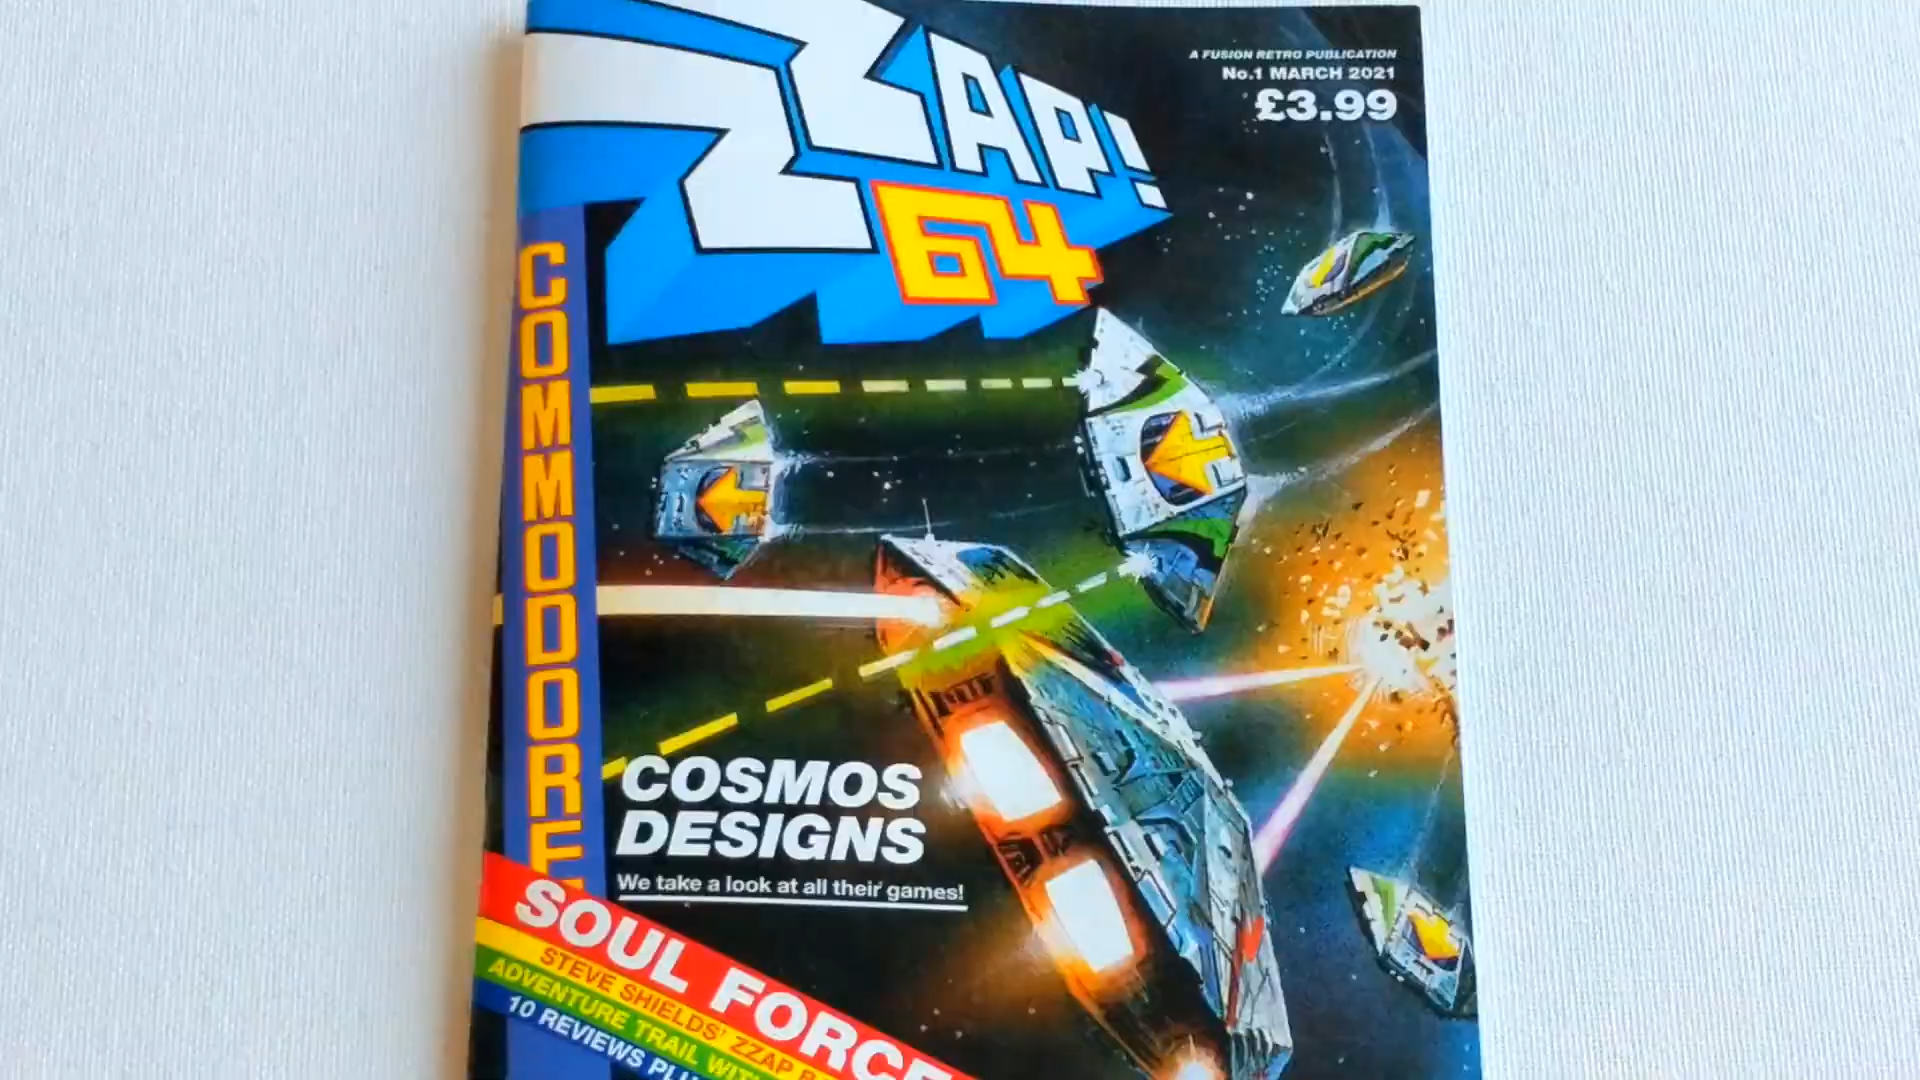 ZZAP!
64
A FUSION RETRO PUBLICATION
No.1 MARCH 2021
£3.99
COMMODORE
COSMOS
DESIGNS
We take a look at all their games!
SOUL FORCE
STEVE SHIELDS' ZZAP
ADVENTURE TRAIL WITH
10 REVIEWS